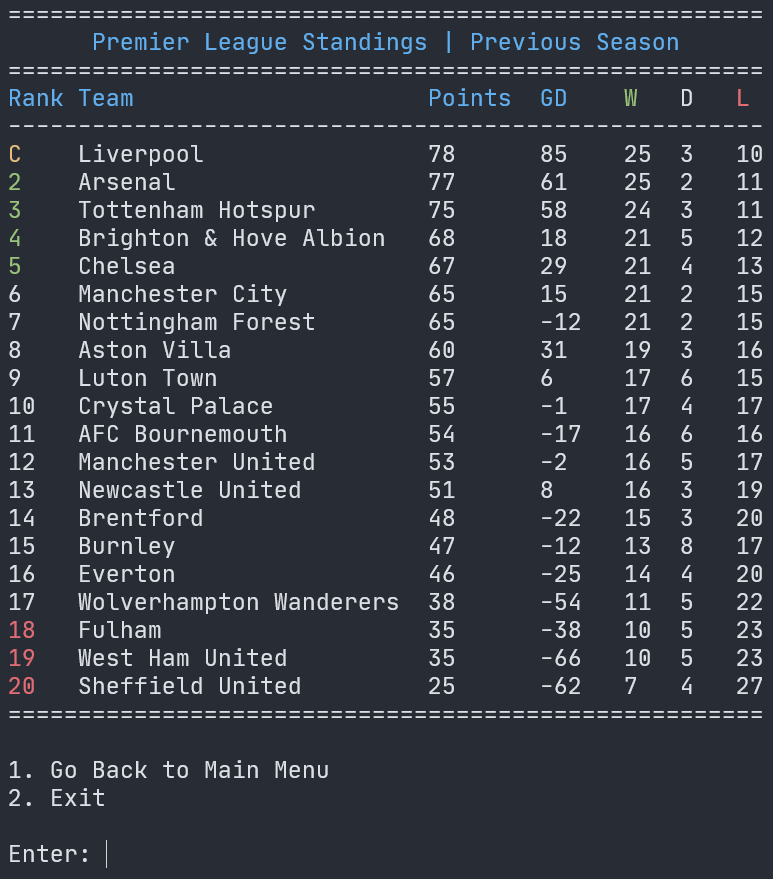 ======================================================
Premier League Standings | Previous Season
======================================================
Rank Team                     Points  GD    W   D   L
------------------------------------------------------
C    Liverpool                78      85    25  3   10
2    Arsenal                  77      61    25  2   11
3    Tottenham Hotspur        75      58    24  3   11
4    Brighton & Hove Albion   68      18    21  5   12
5    Chelsea                  67      29    21  4   13
6    Manchester City          65      15    21  2   15
7    Nottingham Forest        65      -12   21  2   15
8    Aston Villa              60      31    19  3   16
9    Luton Town               57      6     17  6   15
10   Crystal Palace           55      -1    17  4   17
11   AFC Bournemouth          54      -17   16  6   16
12   Manchester United        53      -2    16  5   17
13   Newcastle United         51      8     16  3   19
14   Brentford                48      -22   15  3   20
15   Burnley                  47      -12   13  8   17
16   Everton                  46      -25   14  4   20
17   Wolverhampton Wanderers  38      -54   11  5   22
18   Fulham                   35      -38   10  5   23
19   West Ham United          35      -66   10  5   23
20   Sheffield United         25      -62   7   4   27
======================================================
1. Go Back to Main Menu
2. Exit
Enter: